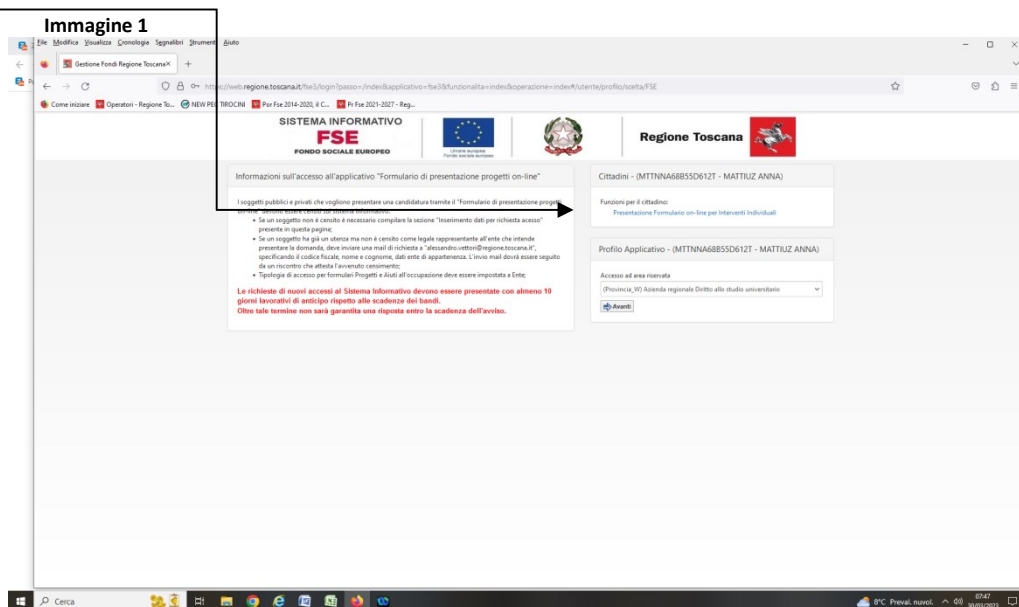 Immagine 1
File Modifica Visualizza Cronologia Segnalibri Strumenti Aiuto
Gestione Fondi Regione Toscana
https://web.regione.toscana.it/fse3/login?passo=/index&applicativo=fse3&funzionalita=index&operazione=index#/utente/profilo/scelta/FSE
Come iniziare Operatori - Regione To... NEW PEC TIROCINI Por Fse 2014-2020, il C... Pr Fse 2021-2027 - Reg...
SISTEMA INFORMATIVO
FSE
FONDO SOCIALE EUROPEO
Unione europea
Fondo sociale europeo
Regione Toscana
Informazioni sull'accesso all'applicativo "Formulario di presentazione progetti on-line"
I soggetti pubblici e privati che vogliono presentare una candidatura tramite il "Formulario di presentazione progetti
on-line" devono essere censiti sul sistema informativo:
• Se un soggetto non è censito è necessario compilare la sezione "Inserimento dati per richiesta acesso"
presente in questa pagina;
• Se un soggetto ha già un utenza ma non è censito come legale rappresentante all'ente che intende
presentare la domanda, deve inviare una mail di richiesta a "alessandro.vettori@regione.toscana.it",
specificando il codice fiscale, nome e cognome, dati ente di appartenenza. L'invio mail dovrà essere seguito
da un riscontro che attesta l'avvenuto censimento;
• Tipologia di accesso per formulari Progetti e Aiuti all'occupazione deve essere impostata a Ente;
Le richieste di nuovi accessi al Sistema Informativo devono essere presentate con almeno 10
giorni lavorativi di anticipo rispetto alle scadenze dei bandi.
Oltre tale termine non sarà garantita una risposta entro la scadenza dell'avviso.
Cittadini - (MTTNNA68B55D612T - MATTIUZ ANNA)
Funzioni per il cittadino:
Presentazione Formulario on-line per Interventi Individuali
Profilo Applicativo - (MTTNNA68B55D612T - MATTIUZ ANNA)
Accesso ad area riservata
(Provincia_W) Azienda regionale Diritto allo studio universitario
Avanti
Cerca
8°C Preval. nuvol.
07:47
30/03/2023